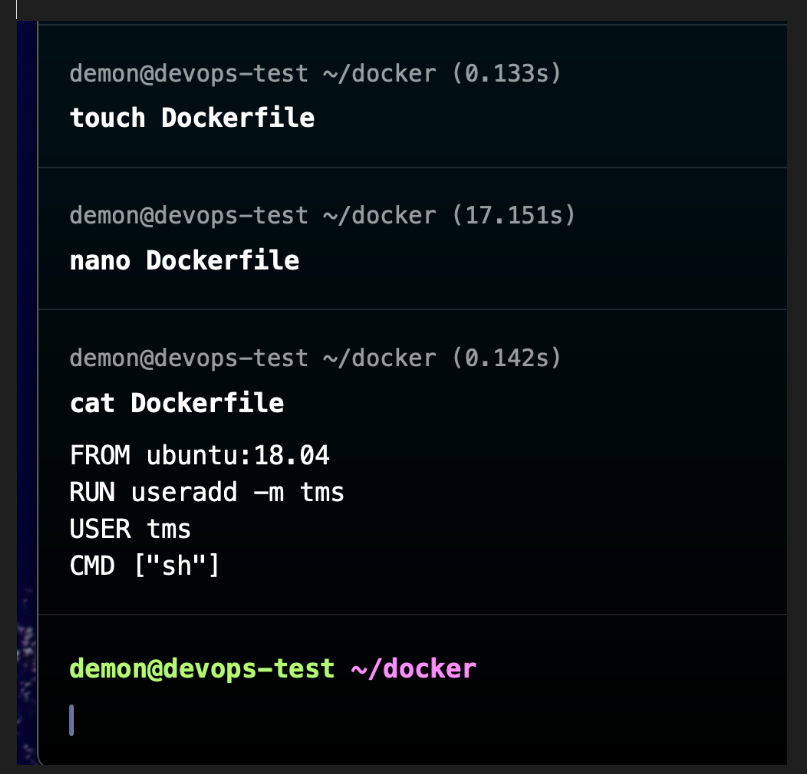 demon@devops-test ~/docker (0.133s)
touch Dockerfile
demon@devops-test ~/docker (17.151s)
nano Dockerfile
demon@devops-test ~/docker (0.142s)
cat Dockerfile
FROM ubuntu:18.04
RUN useradd -m tms
USER tms
CMD ["sh"]
demon@devops-test ~/docker